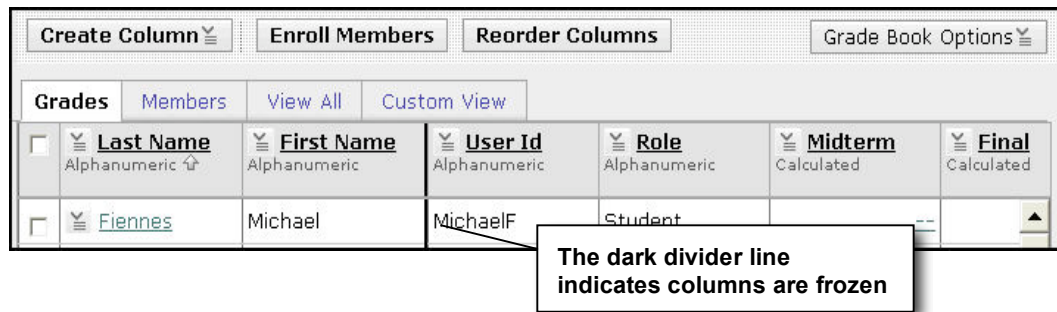 Create Column Enroll Members Reorder Columns Grade Book Options
Grades Members View All Custom View
Last Name First Name User Id Role Midterm Final
Alphanumeric Alphanumeric Alphanumeric Alphanumeric Calculated Calculated
Fiennes Michael MichaelF Student --
The dark divider line
indicates columns are frozen